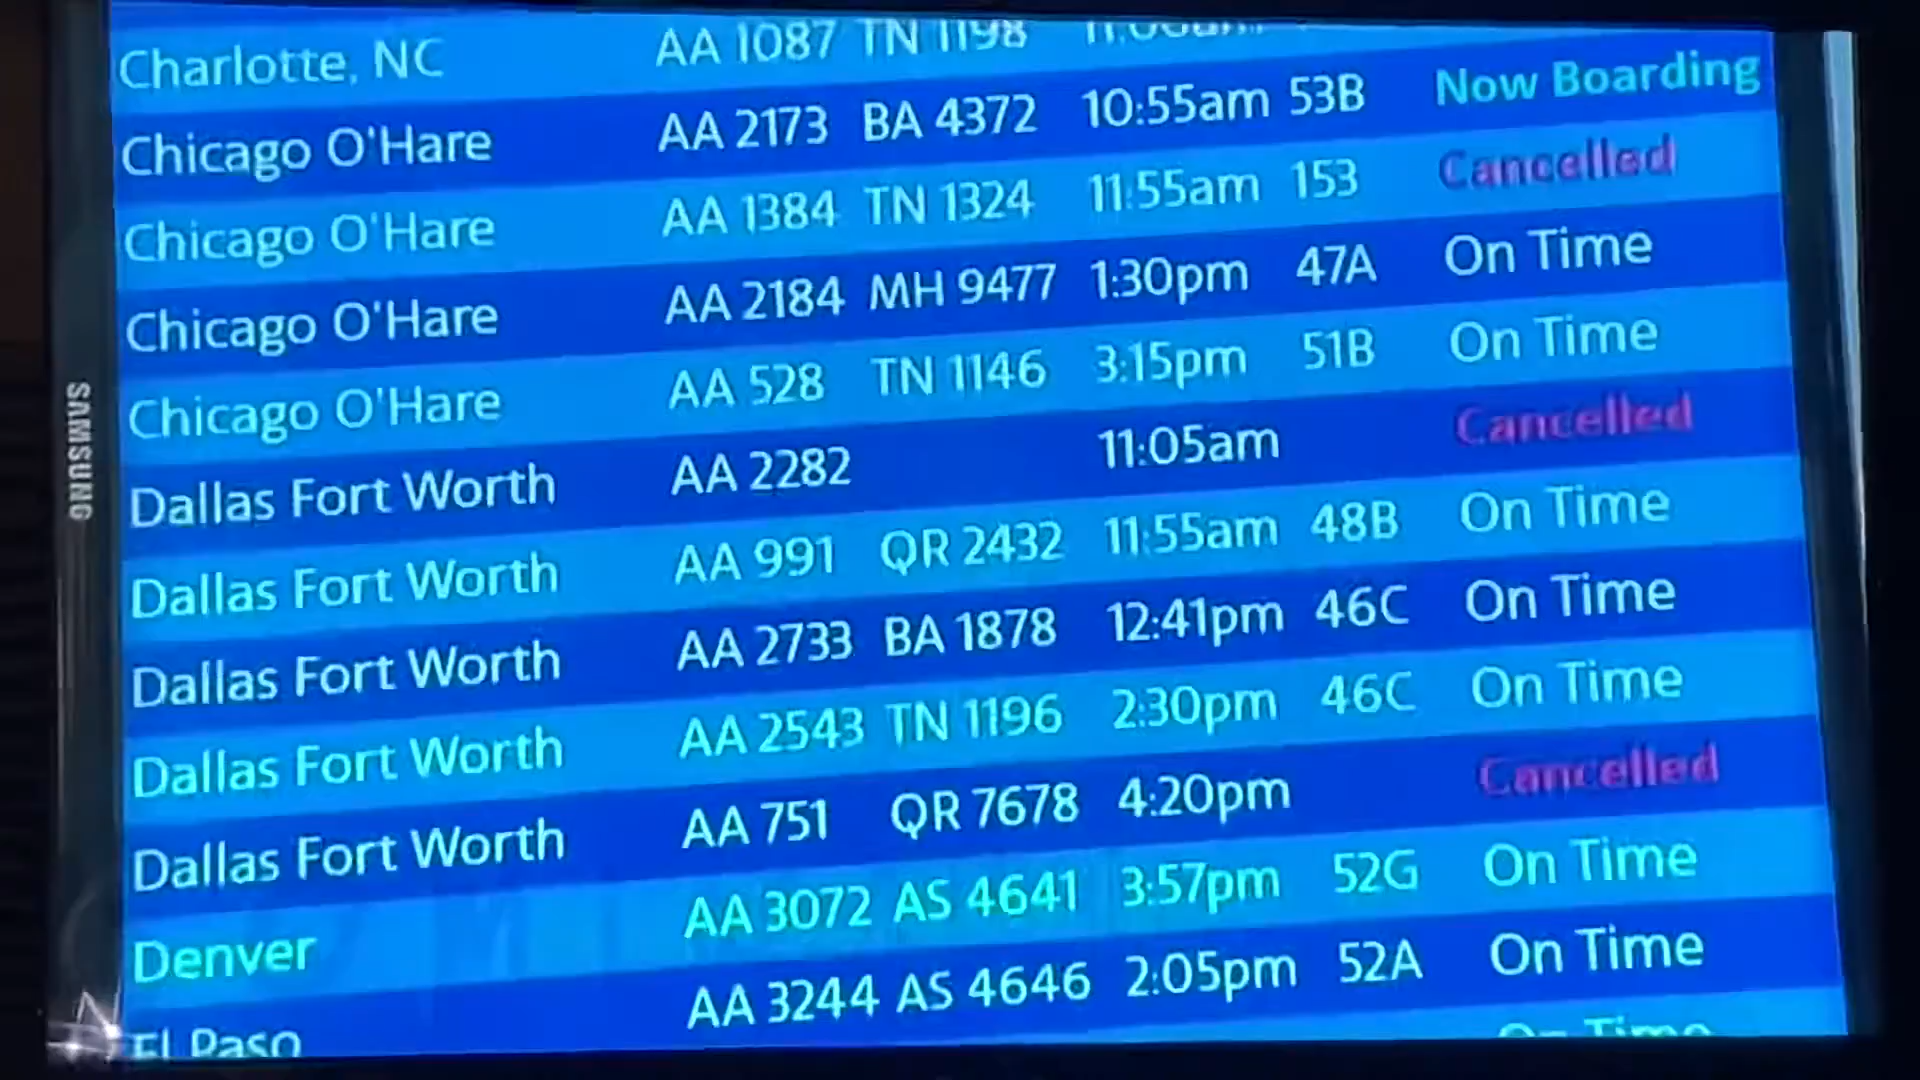 Charlotte, NC AA 1087 TN 1198
Chicago O'Hare AA 2173 BA 4372 10:55am 53B Now Boarding
Chicago O'Hare AA 1384 TN 1324 11:55am 153 Cancelled
Chicago O'Hare AA 2184 MH 9477 1:30pm 47A On Time
Chicago O'Hare AA 528 TN 1146 3:15pm 51B On Time
Dallas Fort Worth AA 2282 11:05am Cancelled
Dallas Fort Worth AA 991 QR 2432 11:55am 48B On Time
Dallas Fort Worth AA 2733 BA 1878 12:41pm 46C On Time
Dallas Fort Worth AA 2543 TN 1196 2:30pm 46C On Time
Dallas Fort Worth AA 751 QR 7678 4:20pm Cancelled
Denver AA 3072 AS 4641 3:57pm 52G On Time
El Paso AA 3244 AS 4646 2:05pm 52A On Time
On Time
SAMSUNG